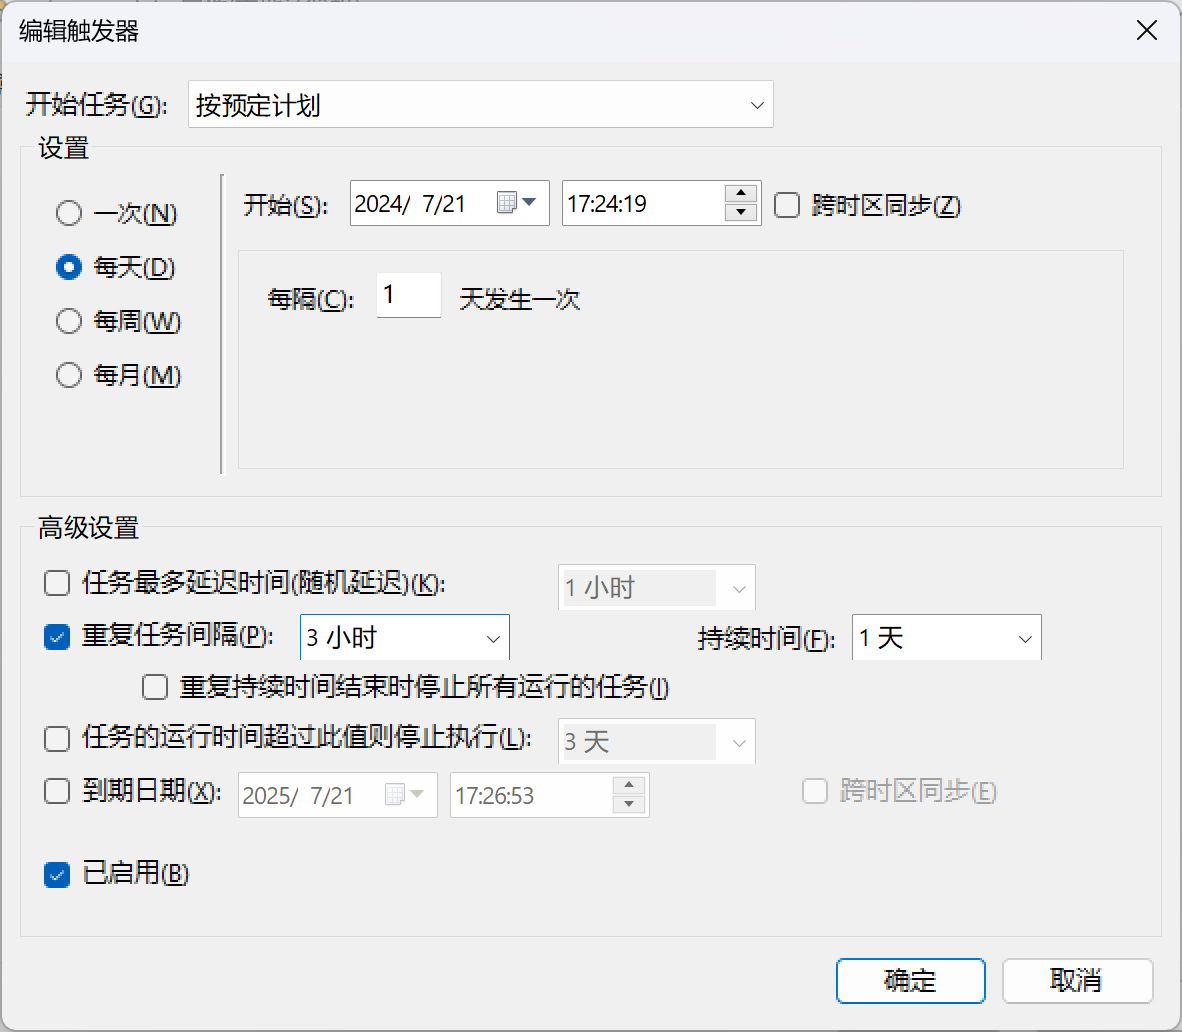 编辑触发器
开始任务(G): 按预定计划
设置
一次(N)
每天(D)
每周(W)
每月(M)
开始(S): 2024/ 7/21 17:24:19 跨时区同步(Z)
每隔(C): 1 天发生一次
高级设置
任务最多延迟时间(随机延迟)(K): 1 小时
重复任务间隔(P): 3 小时 持续时间(F): 1 天
重复持续时间结束时停止所有运行的任务(I)
任务的运行时间超过此值则停止执行(L): 3 天
到期日期(X): 2025/ 7/21 17:26:53 跨时区同步(E)
已启用(B)
确定 取消